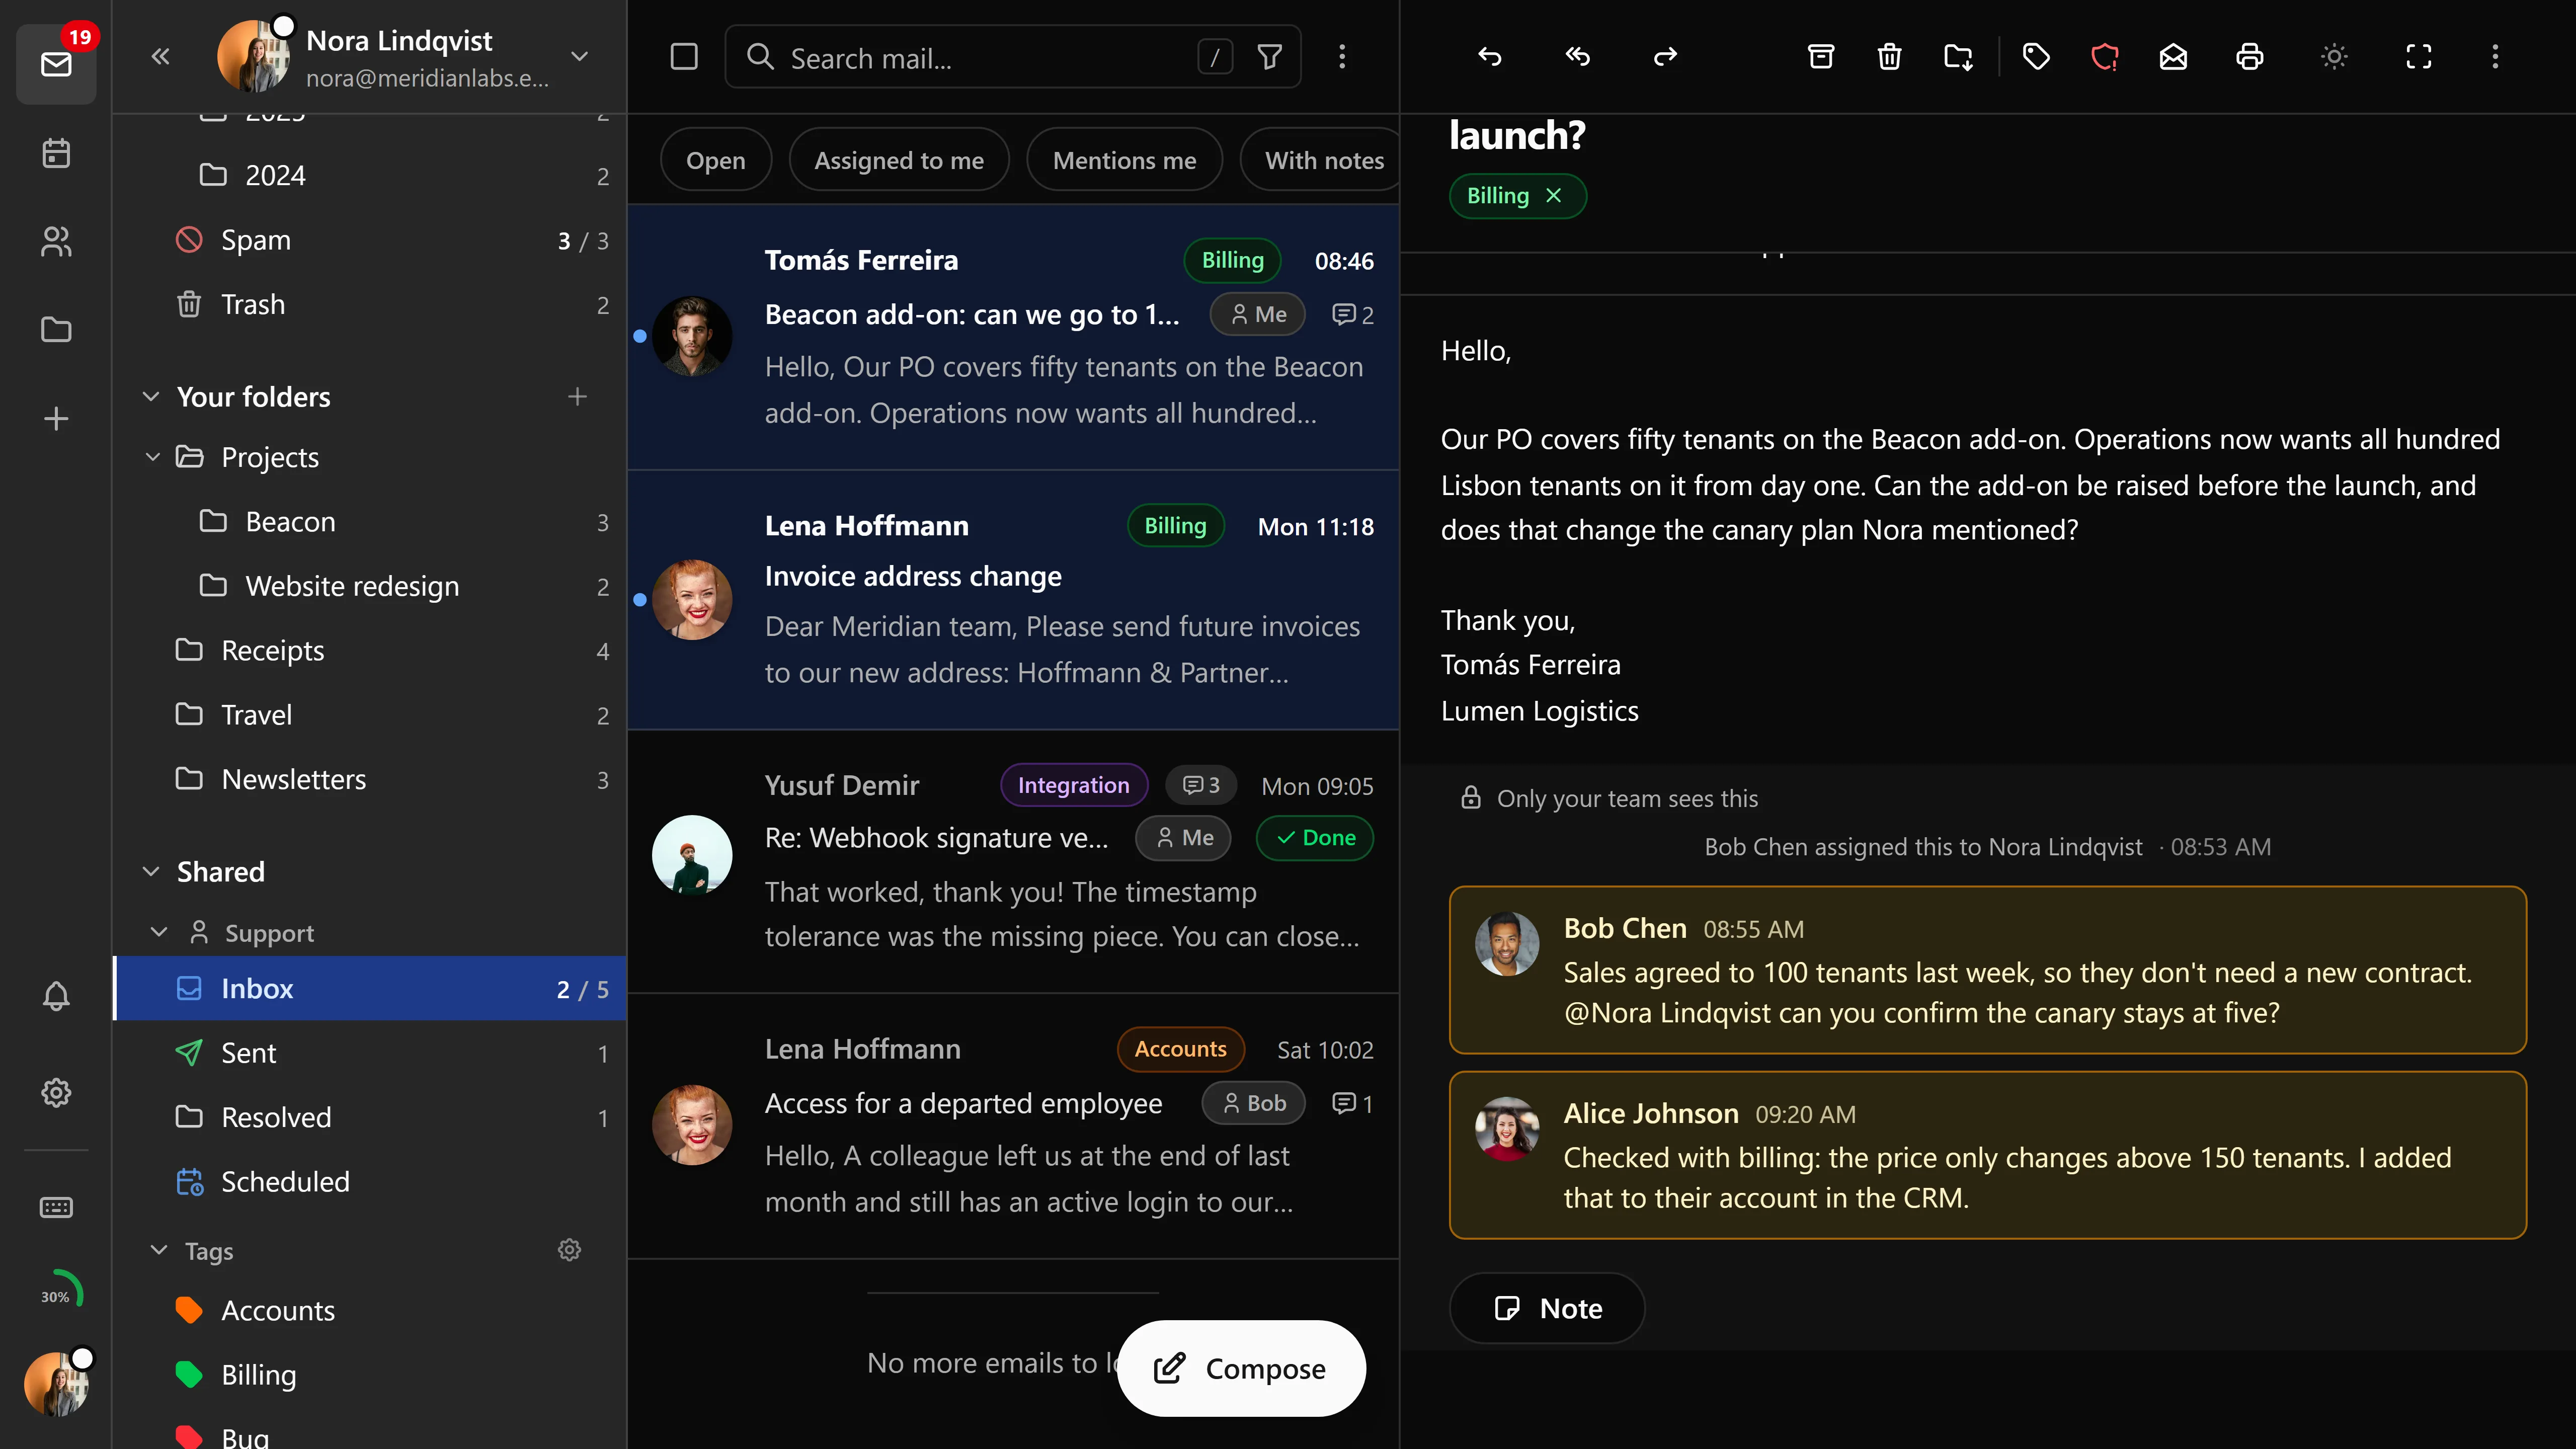 19
30%
Nora Lindqvist
nora@meridianlabs.e...
2024 2
Spam 3 / 3
Trash 2
Your folders
Projects
Beacon 3
Website redesign 2
Receipts 4
Travel 2
Newsletters 3
Shared
Support
Inbox 2 / 5
Sent 1
Resolved 1
Scheduled
Tags
Accounts
Billing
Bug
Search mail... /
Open Assigned to me Mentions me With notes
Tomás Ferreira Billing 08:46
Beacon add-on: can we go to 1... Me 2
Hello, Our PO covers fifty tenants on the Beacon
add-on. Operations now wants all hundred...
Lena Hoffmann Billing Mon 11:18
Invoice address change
Dear Meridian team, Please send future invoices
to our new address: Hoffmann & Partner...
Yusuf Demir Integration 3 Mon 09:05
Re: Webhook signature ve... Me Done
That worked, thank you! The timestamp
tolerance was the missing piece. You can close...
Lena Hoffmann Accounts Sat 10:02
Access for a departed employee Bob 1
Hello, A colleague left us at the end of last
month and still has an active login to our...
No more emails to
Compose
launch?
Billing
Hello,
Our PO covers fifty tenants on the Beacon add-on. Operations now wants all hundred
Lisbon tenants on it from day one. Can the add-on be raised before the launch, and
does that change the canary plan Nora mentioned?
Thank you,
Tomás Ferreira
Lumen Logistics
Only your team sees this
Bob Chen assigned this to Nora Lindqvist · 08:53 AM
Bob Chen 08:55 AM
Sales agreed to 100 tenants last week, so they don't need a new contract.
@Nora Lindqvist can you confirm the canary stays at five?
Alice Johnson 09:20 AM
Checked with billing: the price only changes above 150 tenants. I added
that to their account in the CRM.
Note